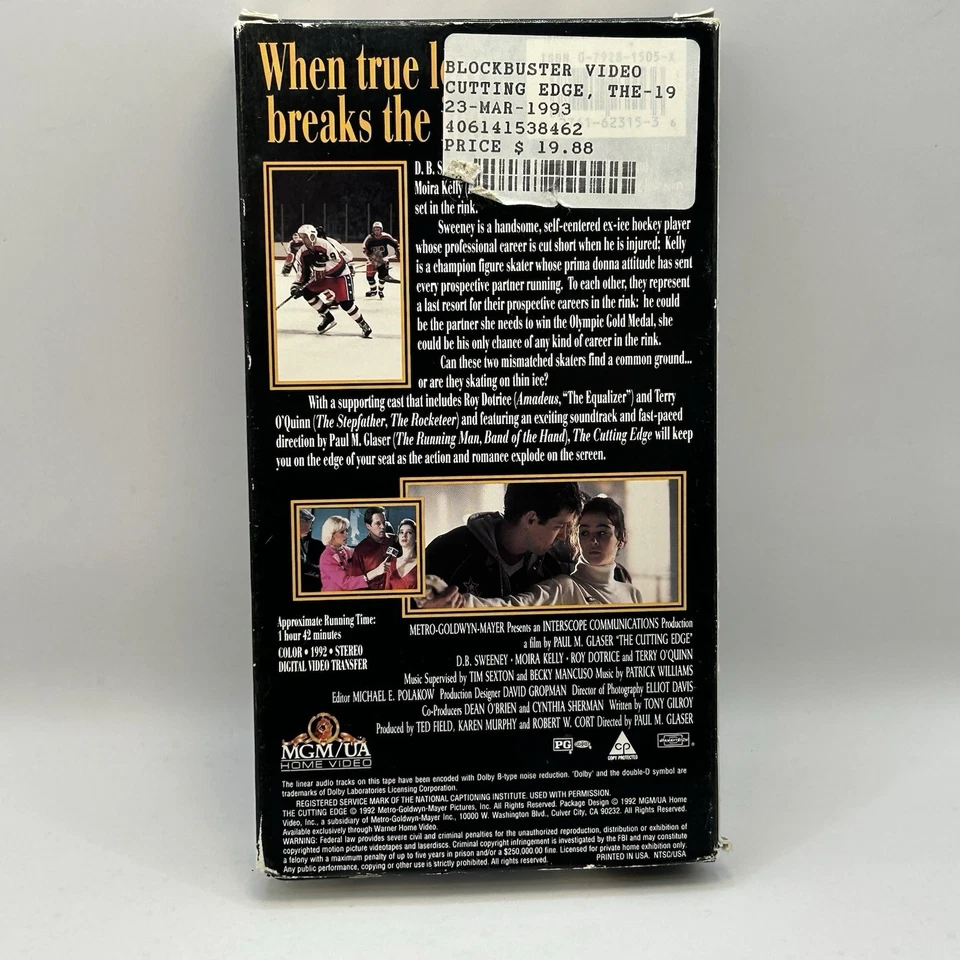 When true l
breaks the
ISBN 0-7928-1505-X
BLOCKBUSTER VIDEO
CUTTING EDGE, THE-19
23-MAR-1993
406141538462
PRICE $ 19.88
D. B. S
Moira Kelly
set in the rink.
Sweeney is a handsome, self-centered ex-ice hockey player
whose professional career is cut short when he is injured; Kelly
is a champion figure skater whose prima donna attitude has sent
every prospective partner running. To each other, they represent
a last resort for their prospective careers in the rink: he could
be the partner she needs to win the Olympic Gold Medal, she
could be his only chance of any kind of career in the rink.
Can these two mismatched skaters find a common ground...
or are they skating on thin ice?
With a supporting cast that includes Roy Dotrice (Amadeus, "The Equalizer") and Terry
O'Quinn (The Stepfather, The Rocketeer) and featuring an exciting soundtrack and fast-paced
direction by Paul M. Glaser (The Running Man, Band of the Hand), The Cutting Edge will keep
you on the edge of your seat as the action and romance explode on the screen.
Approximate Running Time:
1 hour 42 minutes
COLOR • 1992 • STEREO
DIGITAL VIDEO TRANSFER
METRO-GOLDWYN-MAYER Presents an INTERSCOPE COMMUNICATIONS Production
a film by PAUL M. GLASER "THE CUTTING EDGE"
D.B. SWEENEY • MOIRA KELLY • ROY DOTRICE and TERRY O'QUINN
Music Supervised by TIM SEXTON and BECKY MANCUSO Music by PATRICK WILLIAMS
Editor MICHAEL E. POLAKOW Production Designer DAVID GROPMAN Director of Photography ELLIOT DAVIS
Co-Producers DEAN O'BRIEN and CYNTHIA SHERMAN Written by TONY GILROY
Produced by TED FIELD, KAREN MURPHY and ROBERT W. CORT Directed by PAUL M. GLASER
MGM/UA
HOME VIDEO
PG
CP
COPY PROTECTED
The linear audio tracks on this tape have been encoded with Dolby B-type noise reduction. 'Dolby' and the double-D symbol are
trademarks of Dolby Laboratories Licensing Corporation.
REGISTERED SERVICE MARK OF THE NATIONAL CAPTIONING INSTITUTE. USED WITH PERMISSION.
THE CUTTING EDGE © 1992 Metro-Goldwyn-Mayer Pictures, Inc. All Rights Reserved. Package Design © 1992 MGM/UA Home
Video, Inc., a subsidiary of Metro-Goldwyn-Mayer Inc., 10000 W. Washington Blvd., Culver City, CA 90232. All Rights Reserved.
Available exclusively through Warner Home Video.
WARNING: Federal law provides severe civil and criminal penalties for the unauthorized reproduction, distribution or exhibition of
copyrighted motion picture videotapes and laserdiscs. Criminal copyright infringement is investigated by the FBI and may constitute
a felony with a maximum penalty of up to five years in prison and/or a $250,000.00 fine. Licensed for private home exhibition only.
Any public performance, copying or other use is strictly prohibited. All rights reserved.
PRINTED IN USA. NTSC/USA